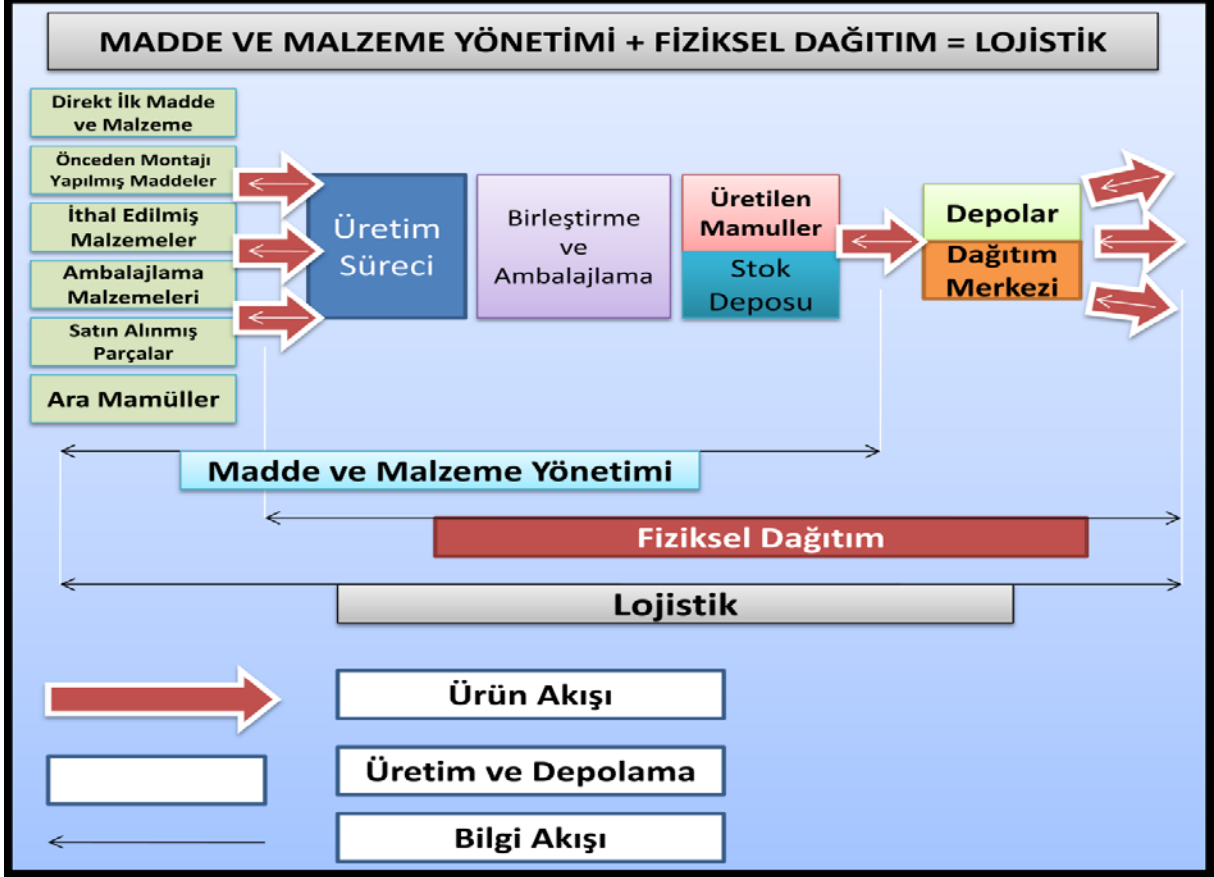 MADDE VE MALZEME YÖNETİMİ + FİZİKSEL DAĞITIM = LOJİSTİK
Direkt İlk Madde
ve Malzeme
Önceden Montajı
Yapılmış Maddeler
İthal Edilmiş
Malzemeler
Ambalajlama
Malzemeleri
Satın Alınmış
Parçalar
Ara Mamüller
Üretim
Süreci
Birleştirme
ve
Ambalajlama
Üretilen
Mamuller
Stok
Deposu
Depolar
Dağıtım
Merkezi
Madde ve Malzeme Yönetimi
Fiziksel Dağıtım
Lojistik
Ürün Akışı
Üretim ve Depolama
Bilgi Akışı